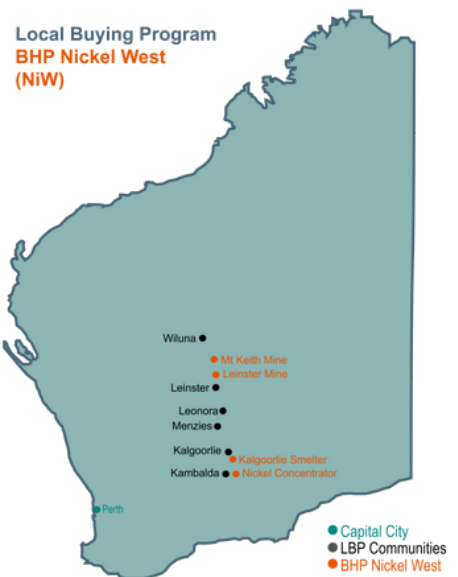 Local Buying Program
BHP Nickel West
(NiW)
Wiluna
Mt Keith Mine
Leinster Mine
Leinster
Leonora
Menzies
Kalgoorlie
Kalgoorlie Smelter
Kambalda
Nickel Concentrator
Perth
Capital City
LBP Communities
BHP Nickel West